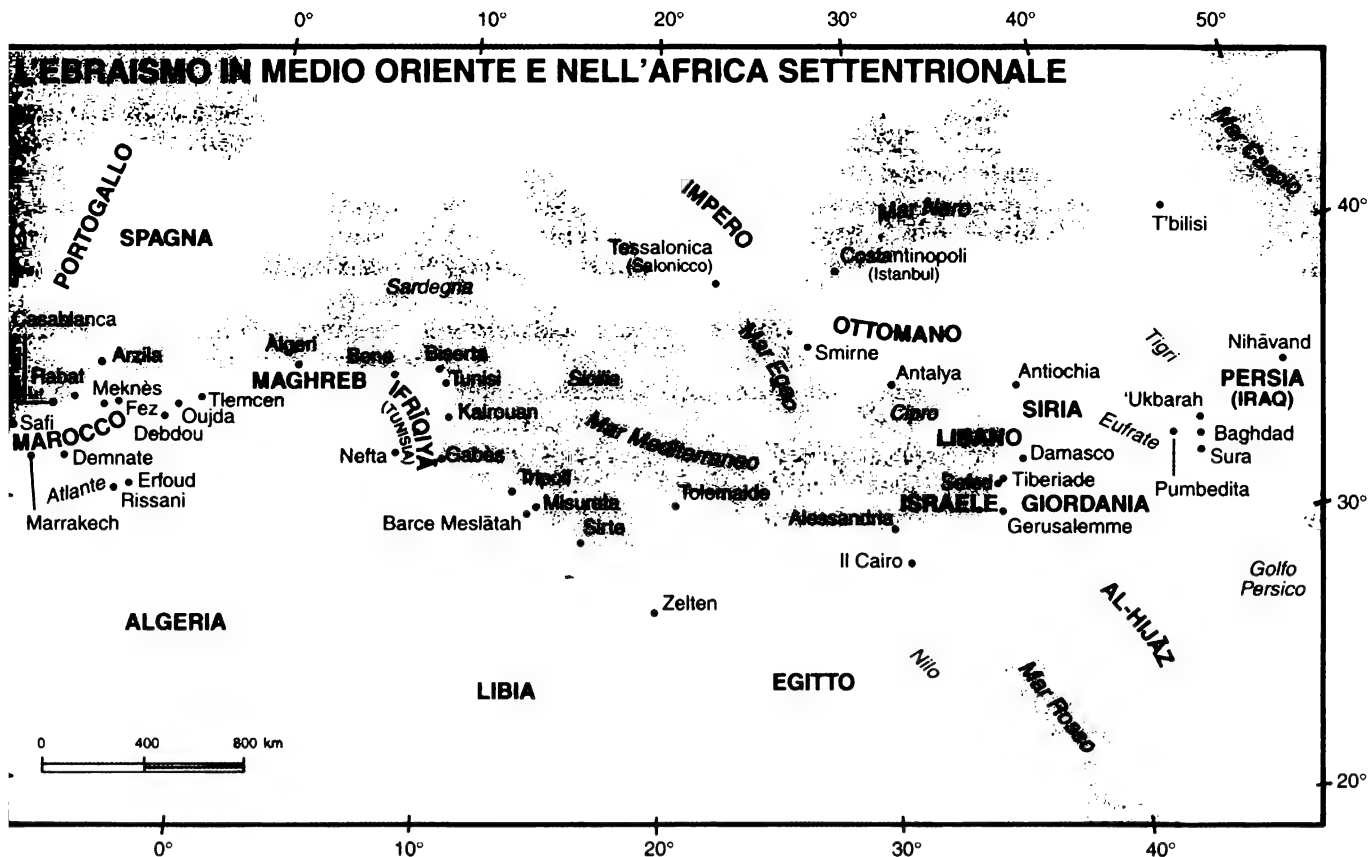 0° 10° 20° 30° 40° 50°
L'EBRAISMO IN MEDIO ORIENTE E NELL'AFRICA SETTENTRIONALE
Mar Caspio
PORTOGALLO
SPAGNA
IMPERO
Mar Nero
40°
T'bilisi
Tessalonica
(Salonicco)
Costantinopoli
(Istanbul)
Sardegna
Casablanca
Arzila
Algeri
Bona
Biserta
Mar Egeo
OTTOMANO
Smirne
Tigri
Nihāvand
Rabat
Meknès
Fez
Tlemcen
MAGHREB
Tunisi
Sicilia
Antalya
Antiochia
PERSIA
(IRAQ)
Safi
MAROCCO
Debdou
Oujda
IFRĪQIYA
(TUNISIA)
Kairouan
Cipro
SIRIA
'Ukbarah
Eufrate
Baghdad
Demnate
Nefta
Gabès
Mar Mediterraneo
LIBANO
Damasco
Sura
Atlante
Erfoud
Rissani
Tripoli
Tolemaide
Safed
Tiberiade
Pumbedita
Marrakech
Barce Meslātah
Misurata
Sirte
Alessandria
ISRAELE
GIORDANIA
30°
Gerusalemme
Il Cairo
Golfo
Persico
Zelten
ALGERIA
AL-HIJĀZ
LIBIA
EGITTO
Nilo
Mar Rosso
0 400 800 km
20°
0° 10° 20° 30° 40°